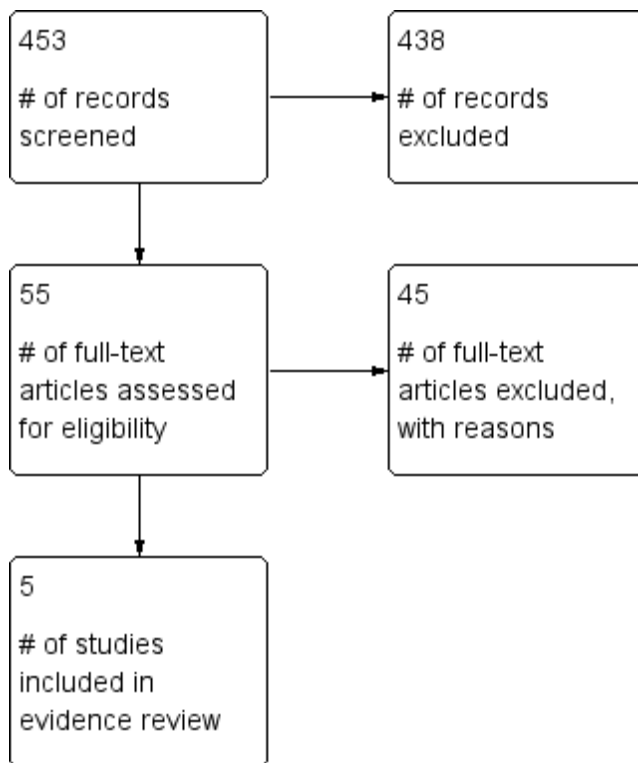 453
# of records
screened
438
# of records
excluded
55
# of full-text
articles assessed
for eligibility
45
# of full-text
articles excluded,
with reasons
5
# of studies
included in
evidence review